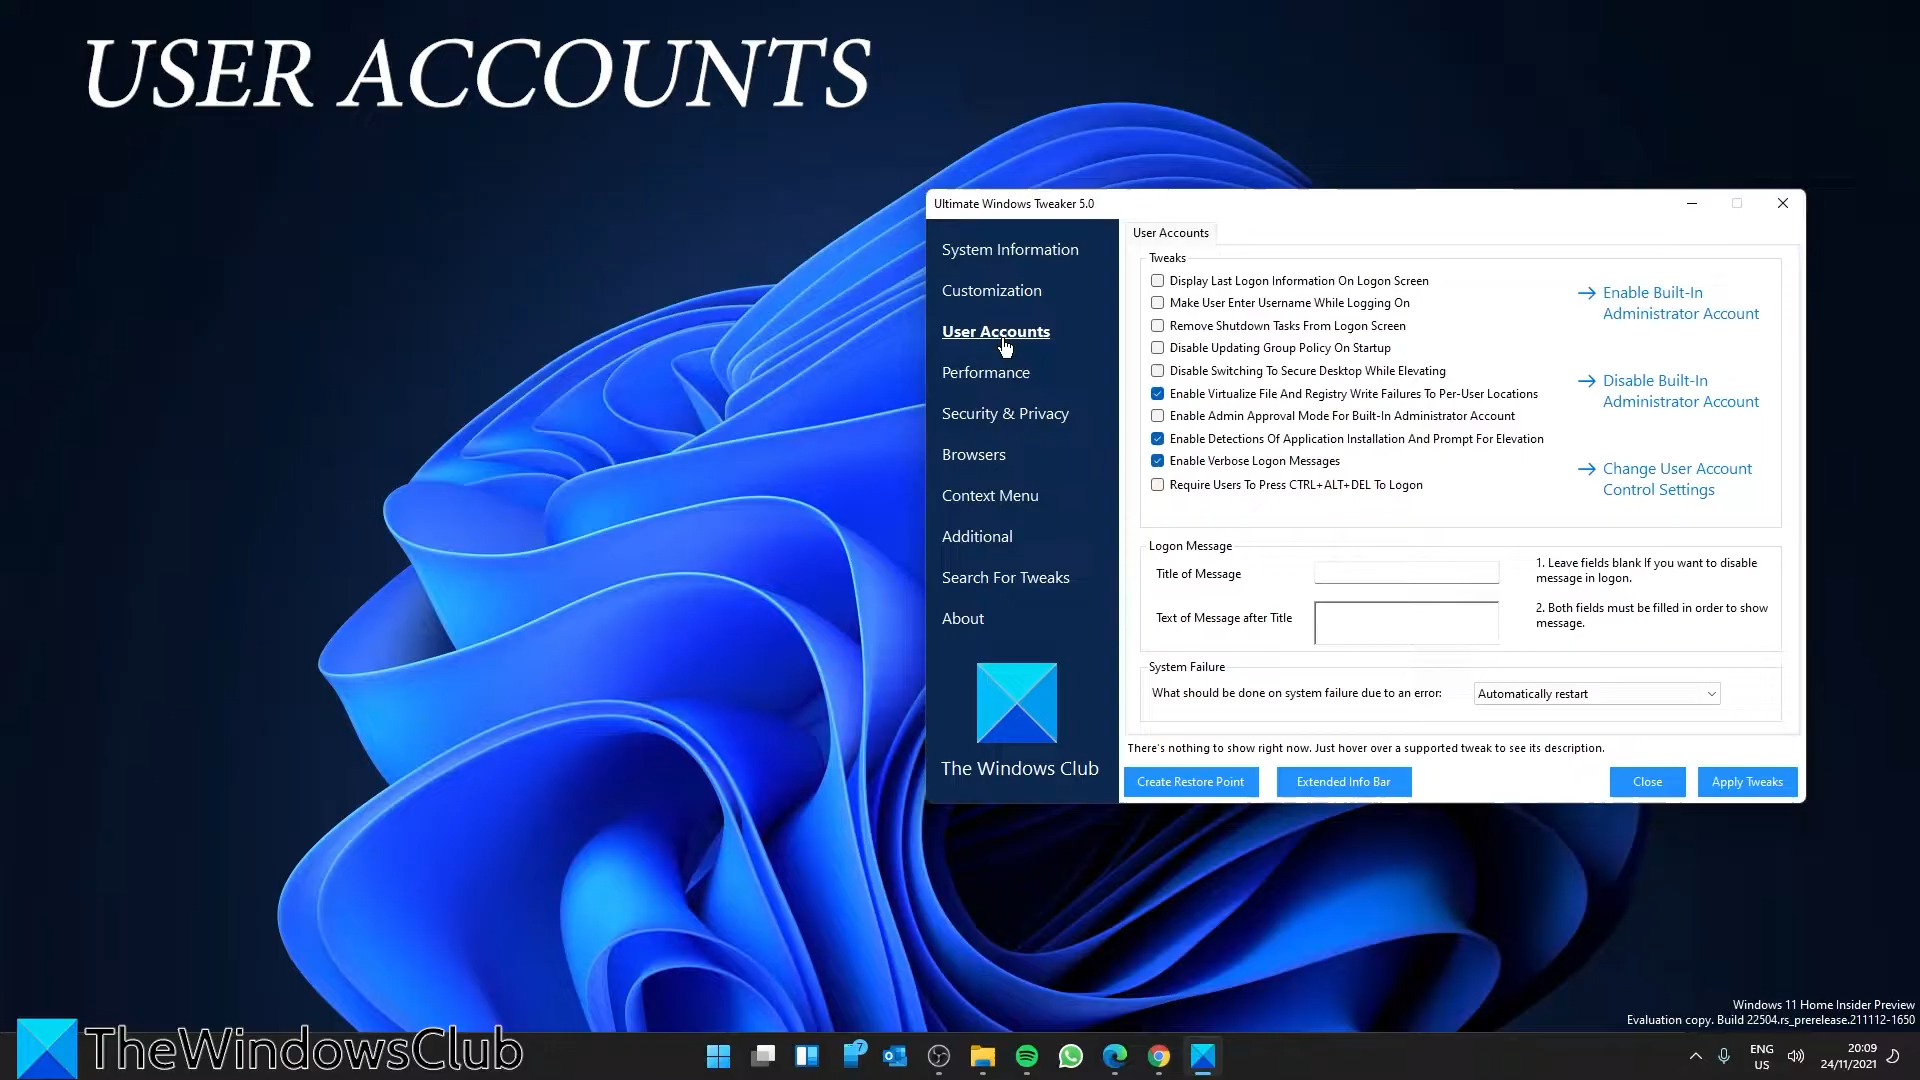 USER ACCOUNTS
Ultimate Windows Tweaker 5.0
System Information
Customization
User Accounts
Performance
Security & Privacy
Browsers
Context Menu
Additional
Search For Tweaks
About
The Windows Club
User Accounts
Tweaks
Display Last Logon Information On Logon Screen
Make User Enter Username While Logging On
Remove Shutdown Tasks From Logon Screen
Disable Updating Group Policy On Startup
Disable Switching To Secure Desktop While Elevating
Enable Virtualize File And Registry Write Failures To Per-User Locations
Enable Admin Approval Mode For Built-In Administrator Account
Enable Detections Of Application Installation And Prompt For Elevation
Enable Verbose Logon Messages
Require Users To Press CTRL+ALT+DEL To Logon
Enable Built-In
Administrator Account
Disable Built-In
Administrator Account
Change User Account
Control Settings
Logon Message
Title of Message
Text of Message after Title
1. Leave fields blank If you want to disable
message in logon.
2. Both fields must be filled in order to show
message.
System Failure
What should be done on system failure due to an error:
Automatically restart
There's nothing to show right now. Just hover over a supported tweak to see its description.
Create Restore Point
Extended Info Bar
Close
Apply Tweaks
Windows 11 Home Insider Preview
Evaluation copy. Build 22504.rs_prerelease.211112-1650
TheWindowsClub
7
ENG
US
20:09
24/11/2021